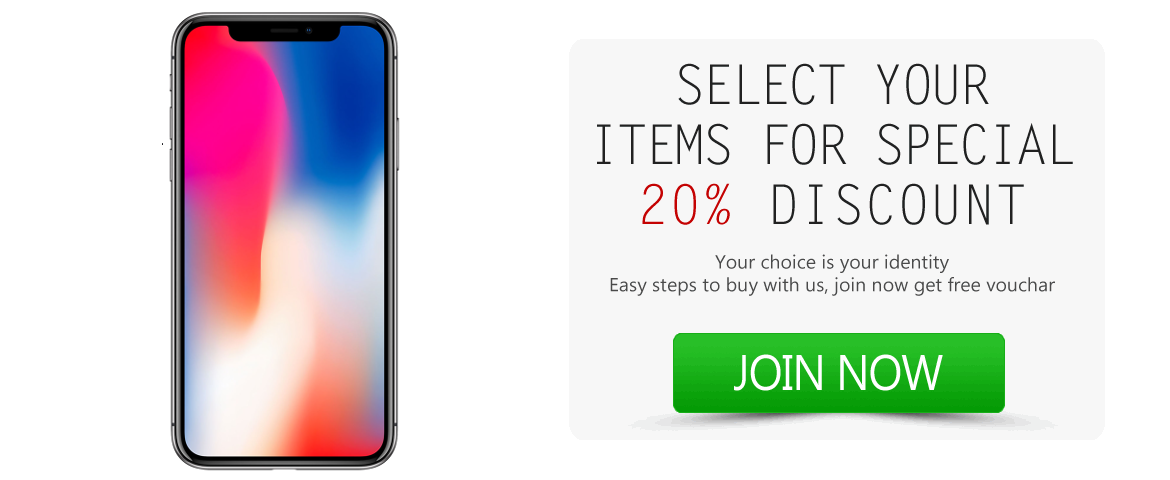 SELECT YOUR
ITEMS FOR SPECIAL
20% DISCOUNT
Your choice is your identity
Easy steps to buy with us, join now get free vouchar
JOIN NOW